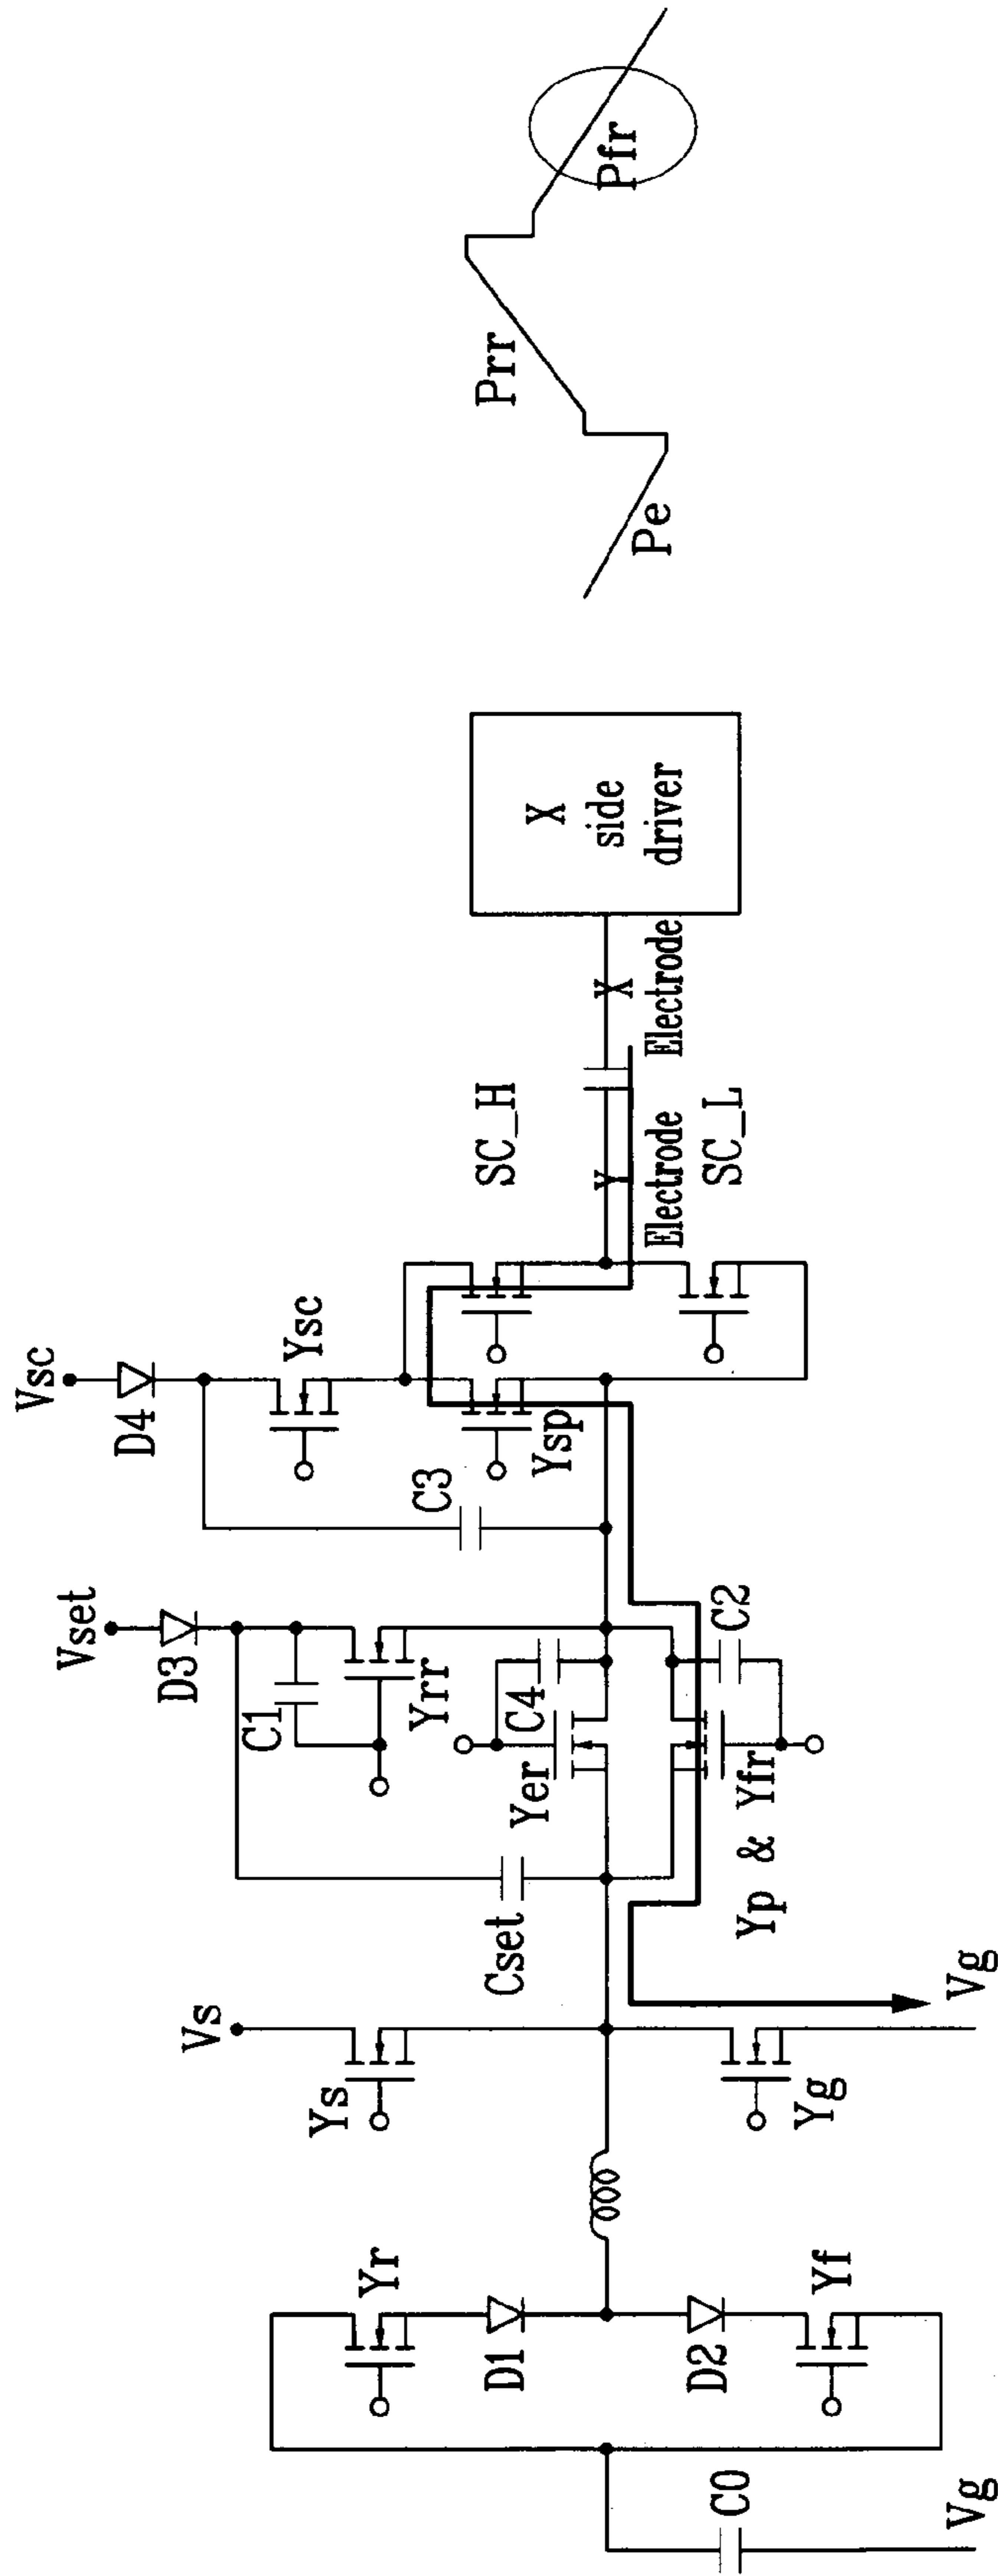 Vsc
Vset
D4
Vs
D3
Ysc
SC_H
C1
C3
Yrr
Ysp
Ys
Yr
C4
Cset
Yer
D1
Y
Electrode
X
Electrode
X
side
driver
Pe
Prr
Pfr
D2
Yf
Yg
Yp & Yfr
C2
SC_L
C0
Vg
Vg